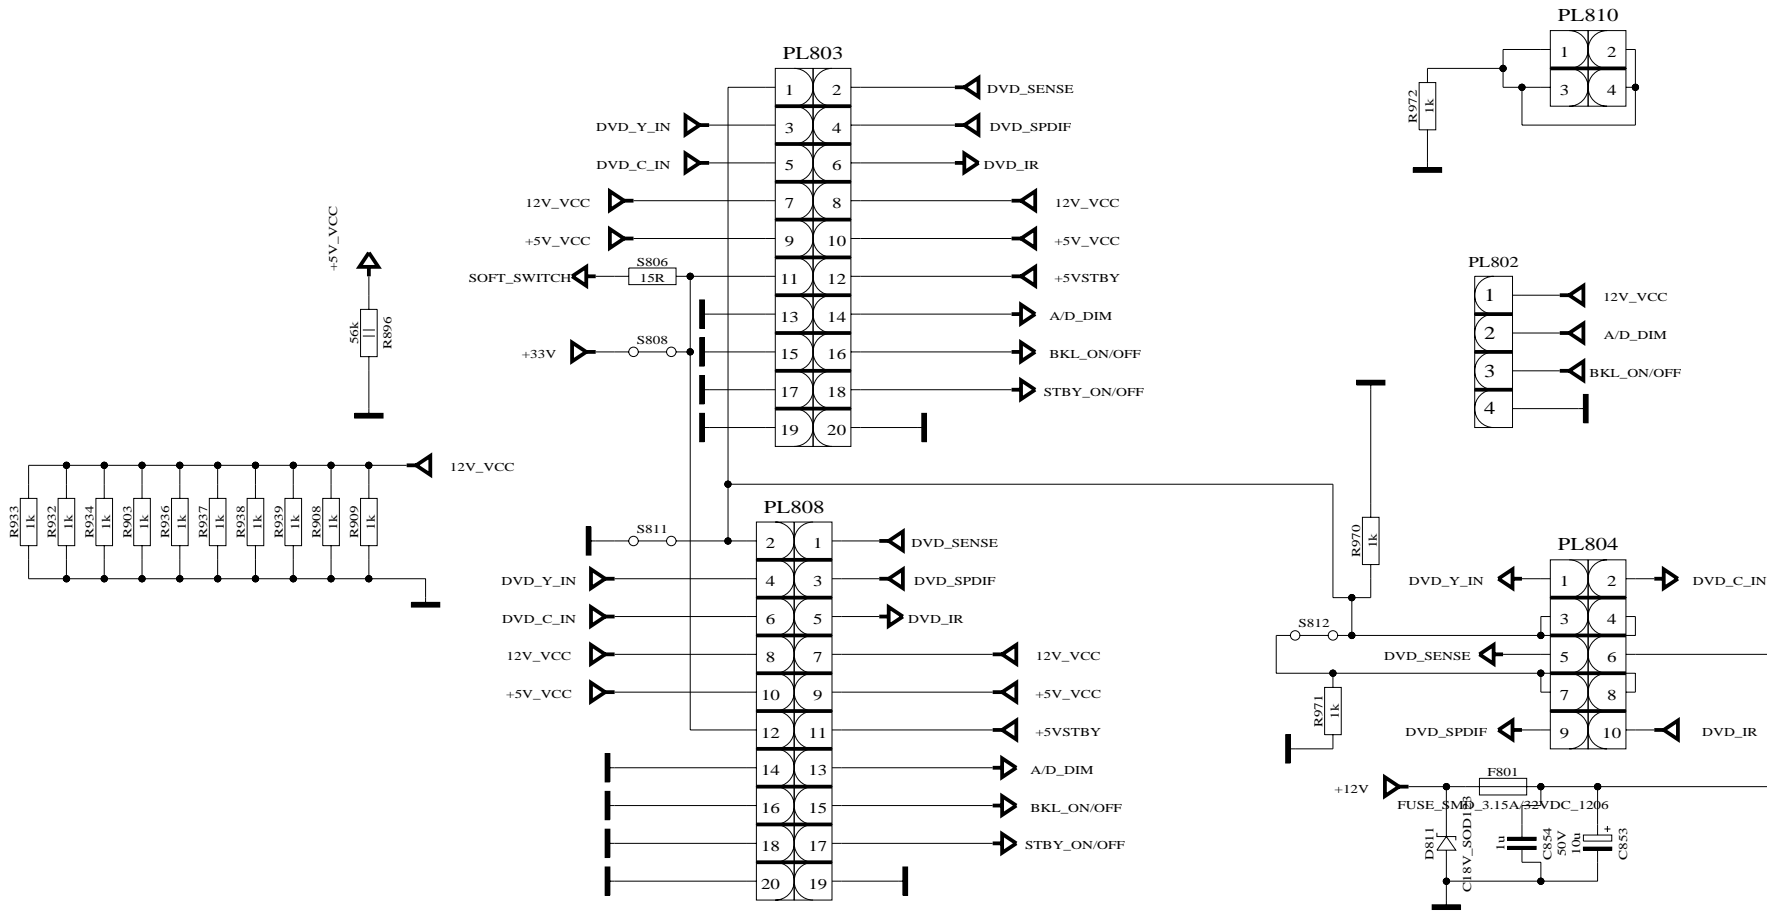 PL803
1 2 DVD_SENSE
DVD_Y_IN 3 4 DVD_SPDIF
DVD_C_IN 5 6 DVD_IR
12V_VCC 7 8 12V_VCC
+5V_VCC 9 10 +5V_VCC
SOFT_SWITCH S806 15R 11 12 +5VSTBY
13 14 A/D_DIM
+33V S808 15 16 BKL_ON/OFF
17 18 STBY_ON/OFF
19 20
PL810
1 2
3 4
R972 1k
+5V_VCC
56k R896
PL802
1 12V_VCC
2 A/D_DIM
3 BKL_ON/OFF
4
12V_VCC
R933 1k
R932 1k
R934 1k
R903 1k
R936 1k
R937 1k
R938 1k
R939 1k
R908 1k
R909 1k
PL808
S811 2 1 DVD_SENSE
DVD_Y_IN 4 3 DVD_SPDIF
DVD_C_IN 6 5 DVD_IR
12V_VCC 8 7 12V_VCC
+5V_VCC 10 9 +5V_VCC
12 11 +5VSTBY
14 13 A/D_DIM
16 15 BKL_ON/OFF
18 17 STBY_ON/OFF
20 19
R970 1k
PL804
DVD_Y_IN 1 2 DVD_C_IN
S812 3 4
DVD_SENSE 5 6
7 8
R971 1k
DVD_SPDIF 9 10 DVD_IR
+12V F801
FUSE_SMD_3.15A/32VDC_1206
D811
1u C854 50V
10u + C853